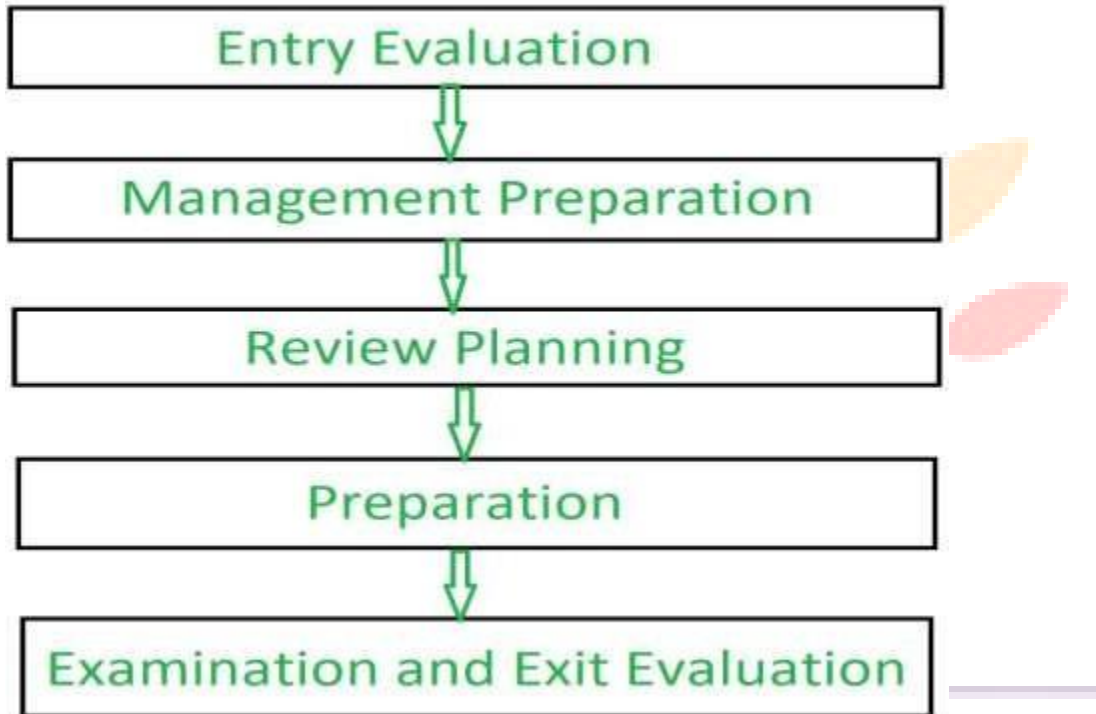 Entry Evaluation
Management Preparation
Review Planning
Preparation
Examination and Exit Evaluation